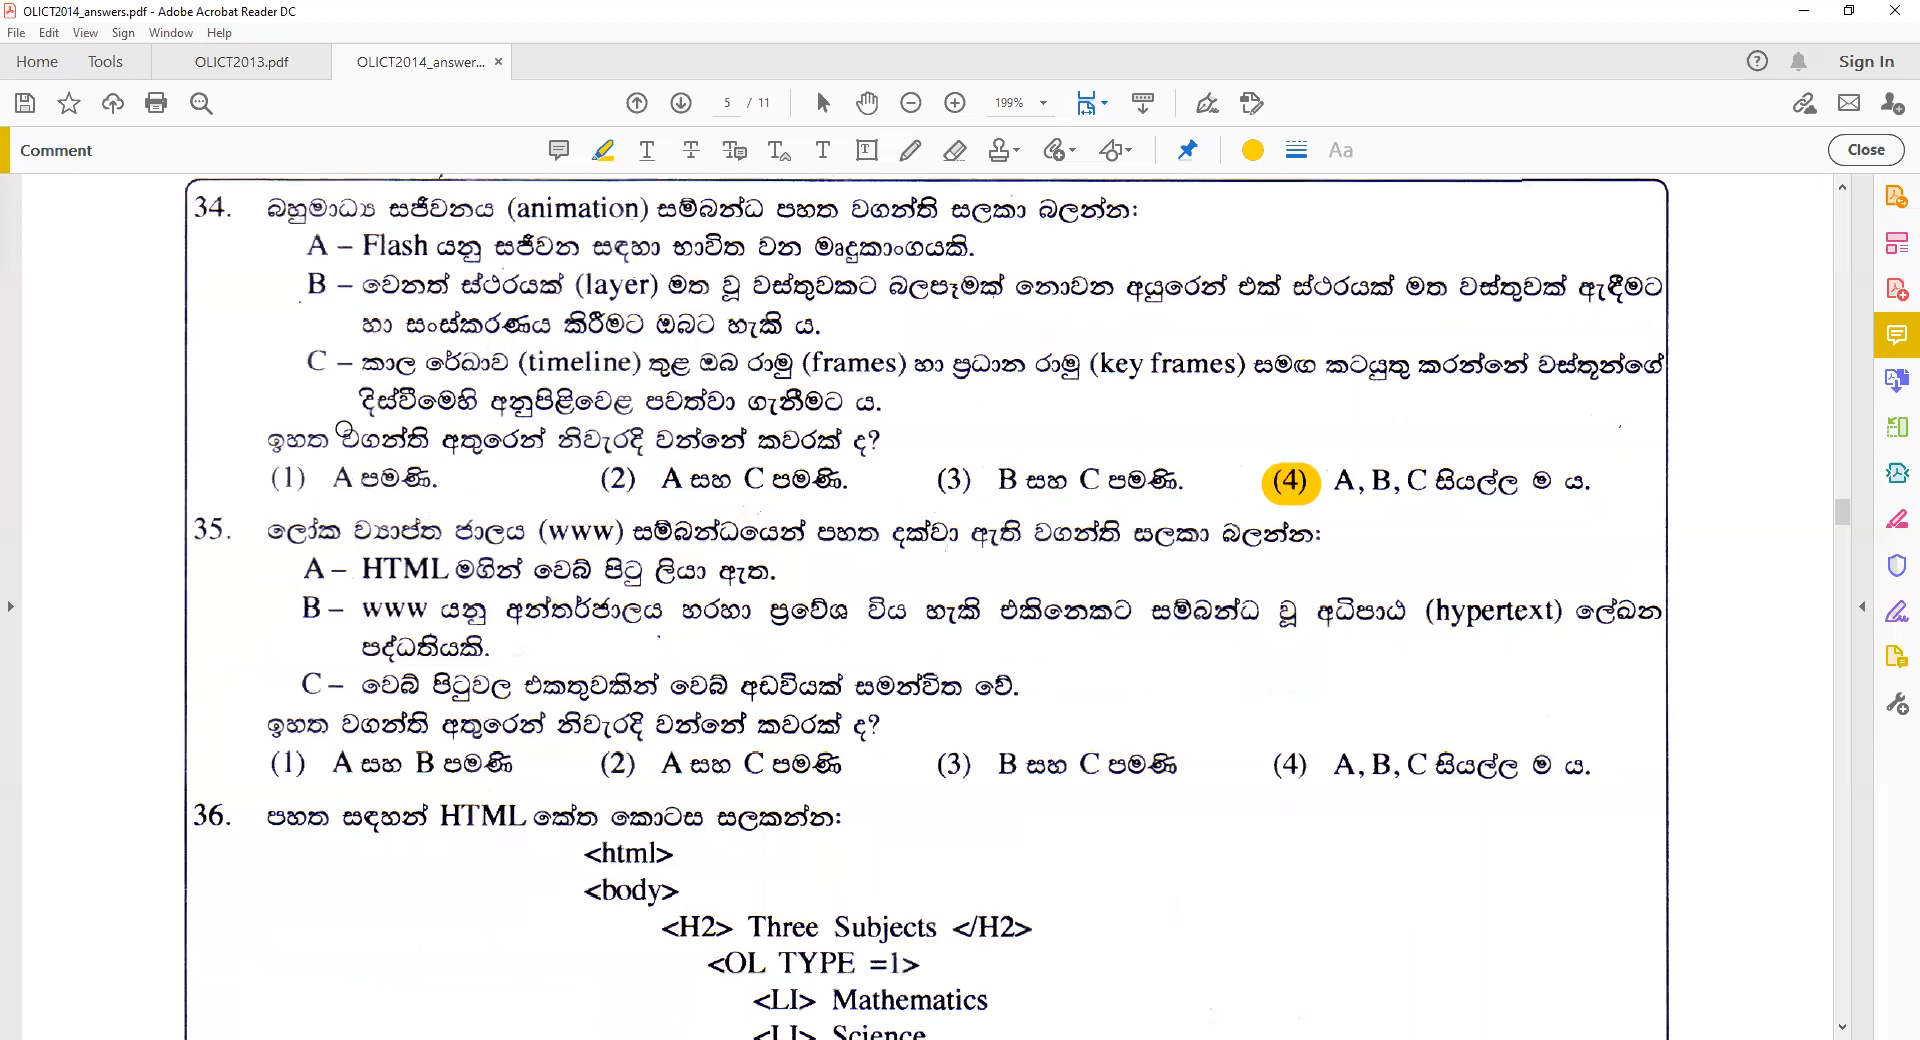 OLICT2014_answers.pdf - Adobe Acrobat Reader DC
File Edit View Sign Window Help
Home Tools OLICT2013.pdf OLICT2014_answer... × Sign In
5 / 11 199%
Comment Close
34. බහුමාධ්‍ය සජීවනය (animation) සම්බන්ධ පහත වගන්ති සලකා බලන්න:
A – Flash යනු සජීවන සඳහා භාවිත වන මෘදුකාංගයකි.
B – වෙනත් ස්ථරයක් (layer) මත වූ වස්තුවකට බලපෑමක් නොවන අයුරෙන් එක් ස්ථරයක් මත වස්තුවක් ඇඳීමට
හා සංස්කරණය කිරීමට ඔබට හැකි ය.
C – කාල රේඛාව (timeline) තුළ ඔබ රාමු (frames) හා ප්‍රධාන රාමු (key frames) සමඟ කටයුතු කරන්නේ වස්තූන්ගේ
දිස්වීමෙහි අනුපිළිවෙළ පවත්වා ගැනීමට ය.
ඉහත වගන්ති අතුරෙන් නිවැරදි වන්නේ කවරක් ද?
(1) A පමණි. (2) A සහ C පමණි. (3) B සහ C පමණි. (4) A, B, C සියල්ල ම ය.
35. ලෝක ව්‍යාප්ත ජාලය (www) සම්බන්ධයෙන් පහත දක්වා ඇති වගන්ති සලකා බලන්න:
A – HTML මගින් වෙබ් පිටු ලියා ඇත.
B – www යනු අන්තර්ජාලය හරහා ප්‍රවේශ විය හැකි එකිනෙකට සම්බන්ධ වූ අධිපාඨ (hypertext) ලේඛන
පද්ධතියකි.
C – වෙබ් පිටුවල එකතුවකින් වෙබ් අඩවියක් සමන්විත වේ.
ඉහත වගන්ති අතුරෙන් නිවැරදි වන්නේ කවරක් ද?
(1) A සහ B පමණි (2) A සහ C පමණි (3) B සහ C පමණි (4) A, B, C සියල්ල ම ය.
36. පහත සඳහන් HTML කේත කොටස සලකන්න:
<html>
<body>
<H2> Three Subjects </H2>
<OL TYPE =1>
<LI> Mathematics
<LI> Science